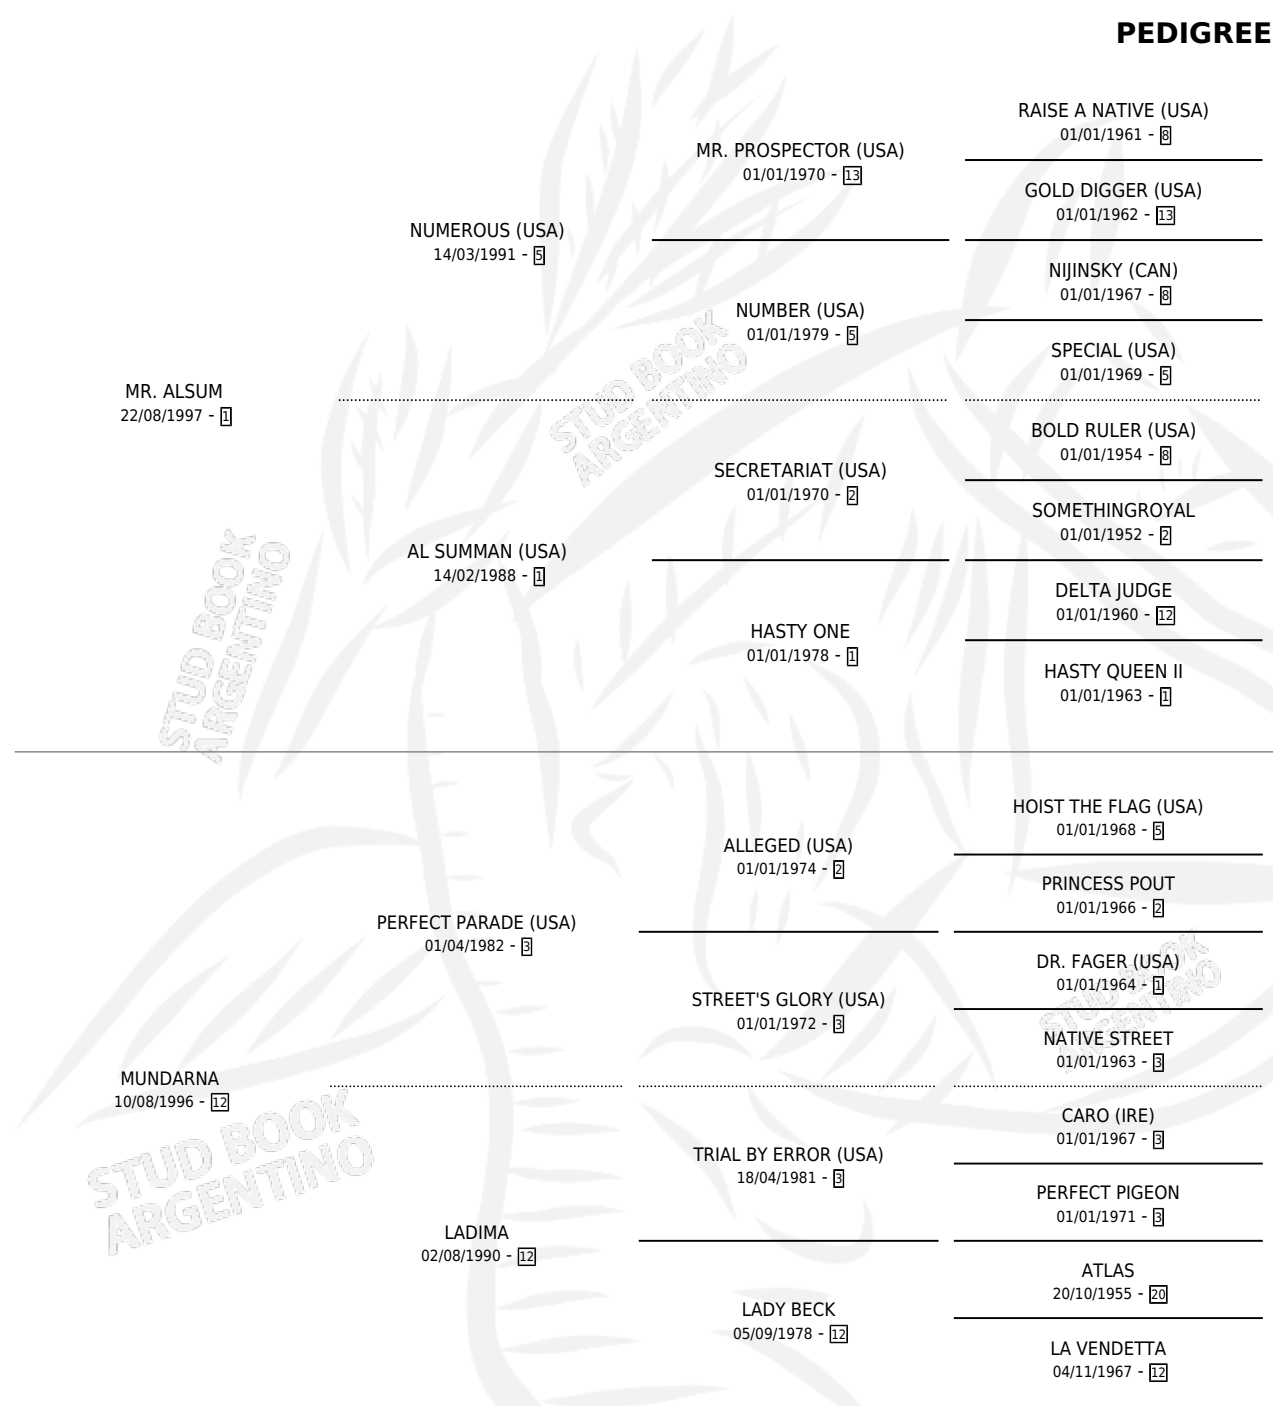 PEDIGREE
RAISE A NATIVE (USA)
01/01/1961 - 8
MR. PROSPECTOR (USA)
01/01/1970 - 13
GOLD DIGGER (USA)
01/01/1962 - 13
NUMEROUS (USA)
14/03/1991 - 5
NIJINSKY (CAN)
01/01/1967 - 8
NUMBER (USA)
01/01/1979 - 5
SPECIAL (USA)
01/01/1969 - 5
MR. ALSUM
22/08/1997 - 1
STUD BOOK
ARGENTINO
BOLD RULER (USA)
01/01/1954 - 8
SECRETARIAT (USA)
01/01/1970 - 2
SOMETHINGROYAL
01/01/1952 - 2
AL SUMMAN (USA)
14/02/1988 - 1
DELTA JUDGE
01/01/1960 - 12
HASTY ONE
01/01/1978 - 1
HASTY QUEEN II
01/01/1963 - 1
STUD BOOK
ARGENTINO
HOIST THE FLAG (USA)
01/01/1968 - 5
ALLEGED (USA)
01/01/1974 - 2
PRINCESS POUT
01/01/1966 - 2
PERFECT PARADE (USA)
01/04/1982 - 3
DR. FAGER (USA)
01/01/1964 - 1
STREET'S GLORY (USA)
01/01/1972 - 3
STUD BOOK
ARGENTINO
NATIVE STREET
01/01/1963 - 3
MUNDARNA
10/08/1996 - 12
CARO (IRE)
01/01/1967 - 3
TRIAL BY ERROR (USA)
18/04/1981 - 3
STUD BOOK
ARGENTINO
PERFECT PIGEON
01/01/1971 - 3
LADIMA
02/08/1990 - 12
ATLAS
20/10/1955 - 20
LADY BECK
05/09/1978 - 12
LA VENDETTA
04/11/1967 - 12